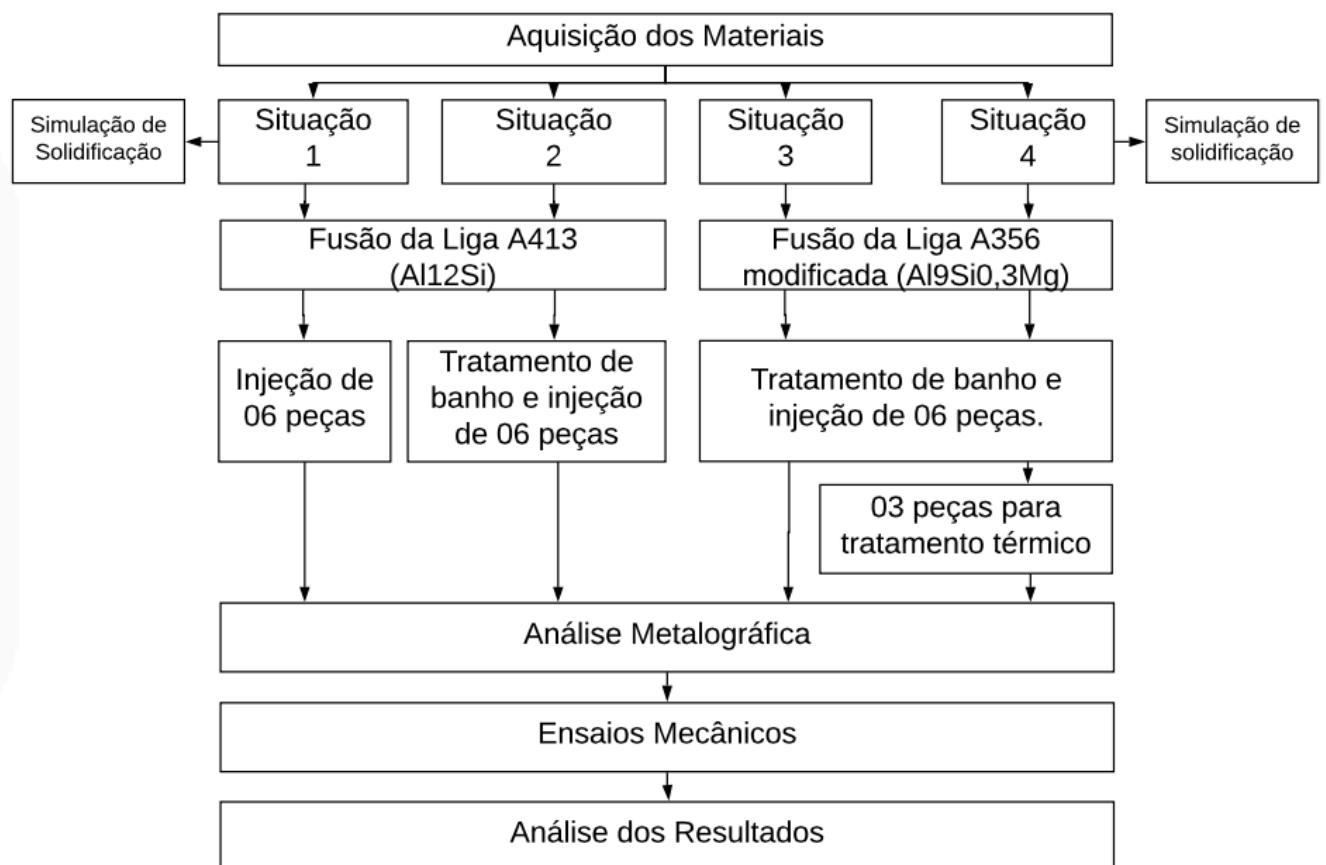 Aquisição dos Materiais
Simulação de
Solidificação
Situação
1
Situação
2
Situação
3
Situação
4
Simulação de
solidificação
Fusão da Liga A413
(Al12Si)
Fusão da Liga A356
modificada (Al9Si0,3Mg)
Injeção de
06 peças
Tratamento de
banho e injeção
de 06 peças
Tratamento de banho e
injeção de 06 peças.
03 peças para
tratamento térmico
Análise Metalográfica
Ensaios Mecânicos
Análise dos Resultados